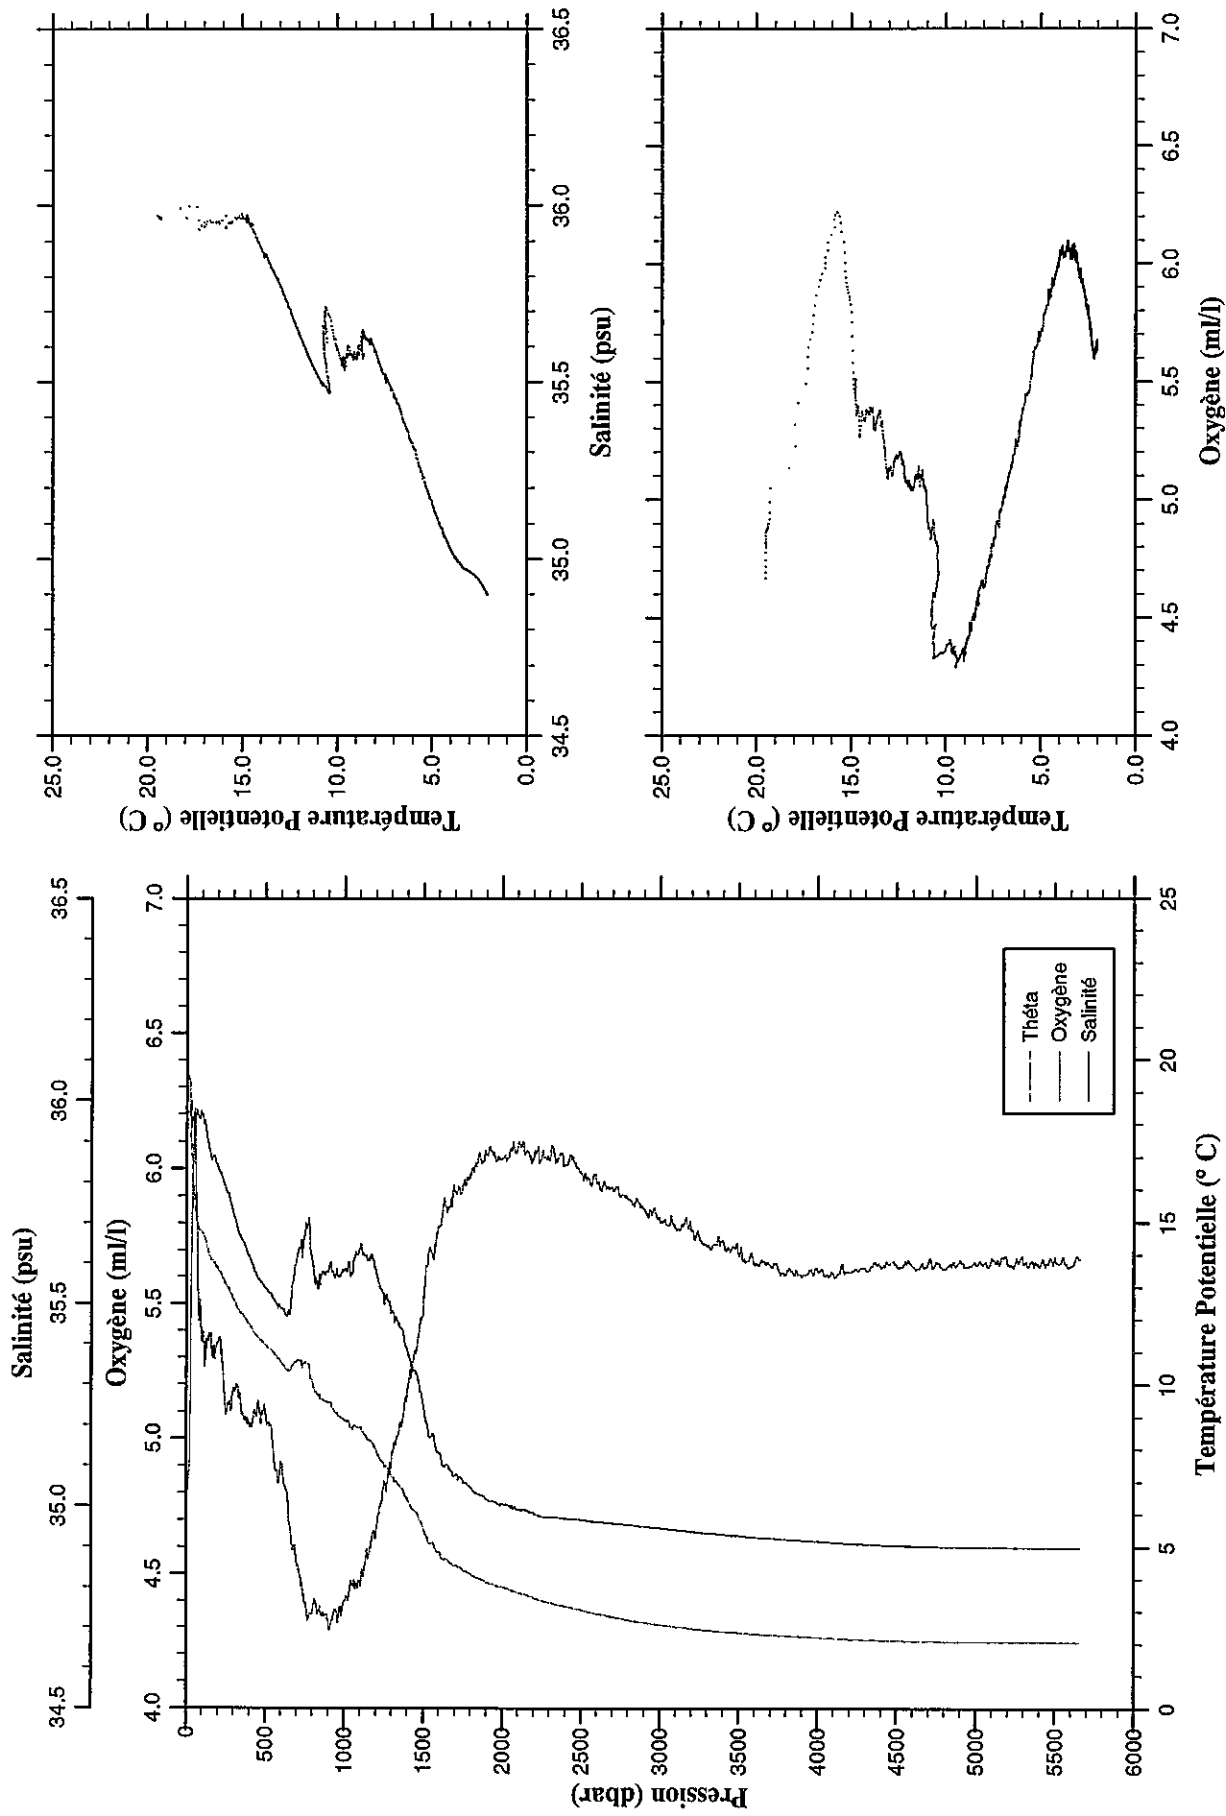 Salinité (psu)
34.5 35.0 35.5 36.0 36.5
Oxygène (ml/l)
4.0 4.5 5.0 5.5 6.0 6.5 7.0
Pression (dbar)
0
500
1000
1500
2000
2500
3000
3500
4000
4500
5000
5500
6000
Théta
Oxygène
Salinité
0 5 10 15 20 25
Température Potentielle (° C)
Température Potentielle (° C)
25.0
20.0
15.0
10.0
5.0
0.0
34.5 35.0 35.5 36.0 36.5
Salinité (psu)
Température Potentielle (° C)
25.0
20.0
15.0
10.0
5.0
0.0
4.0 4.5 5.0 5.5 6.0 6.5 7.0
Oxygène (ml/l)